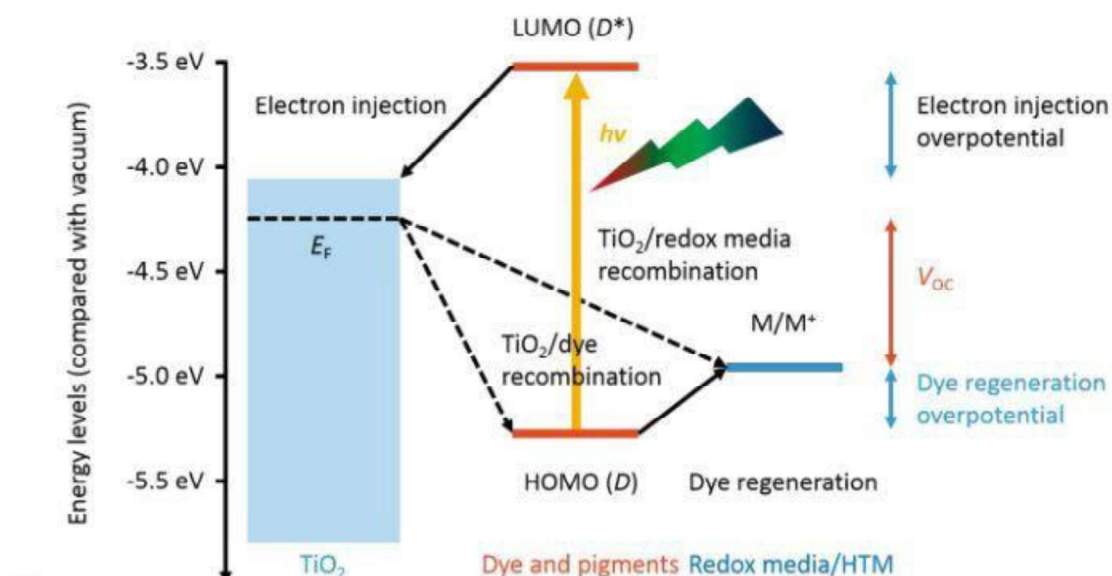 LUMO (D*)
-3.5 eV
Electron injection
hv
Electron injection
overpotential
-4.0 eV
Energy levels (compared with vacuum)
E_F
TiO₂/redox media
recombination
-4.5 eV
V_OC
M/M⁺
TiO₂/dye
recombination
-5.0 eV
Dye regeneration
overpotential
-5.5 eV
HOMO (D)
Dye regeneration
TiO₂
Dye and pigments
Redox media/HTM